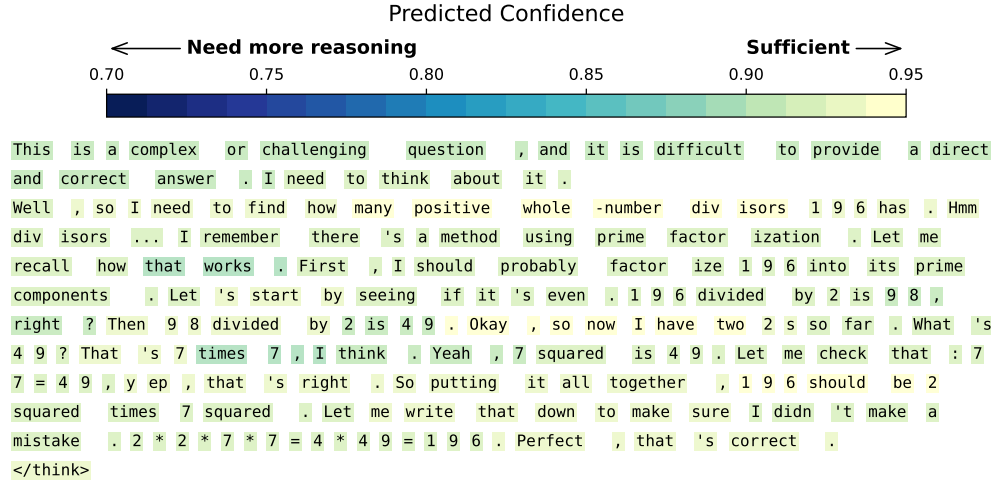 Predicted Confidence
Need more reasoning Sufficient
0.70 0.75 0.80 0.85 0.90 0.95
This is a complex or challenging question , and it is difficult to provide a direct
and correct answer . I need to think about it .
Well , so I need to find how many positive whole -number div isors 1 9 6 has . Hmm
div isors ... I remember there 's a method using prime factor ization . Let me
recall how that works . First , I should probably factor ize 1 9 6 into its prime
components . Let 's start by seeing if it 's even . 1 9 6 divided by 2 is 9 8 ,
right ? Then 9 8 divided by 2 is 4 9 . Okay , so now I have two 2 s so far . What 's
4 9 ? That 's 7 times 7 , I think . Yeah , 7 squared is 4 9 . Let me check that : 7
7 = 4 9 , y ep , that 's right . So putting it all together , 1 9 6 should be 2
squared times 7 squared . Let me write that down to make sure I didn 't make a
mistake . 2 * 2 * 7 * 7 = 4 * 4 9 = 1 9 6 . Perfect , that 's correct .
</think>